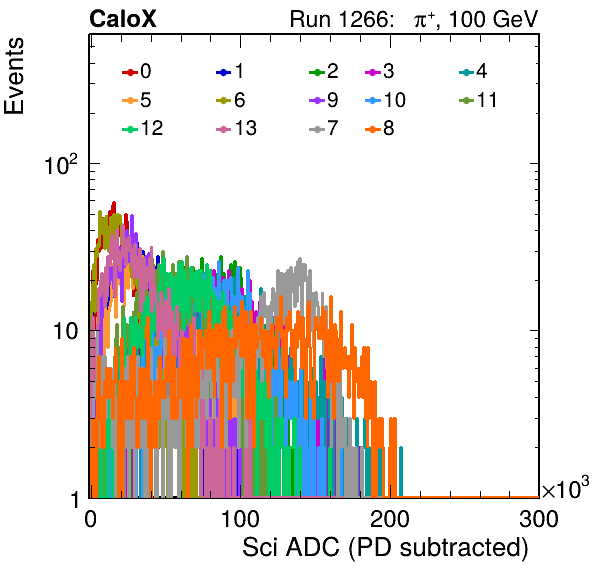 CaloX Run 1266: π⁺, 100 GeV
Events
0 1 2 3 4
5 6 9 10 11
12 13 7 8
10²
10
1
0 100 200 300
×10³
Sci ADC (PD subtracted)